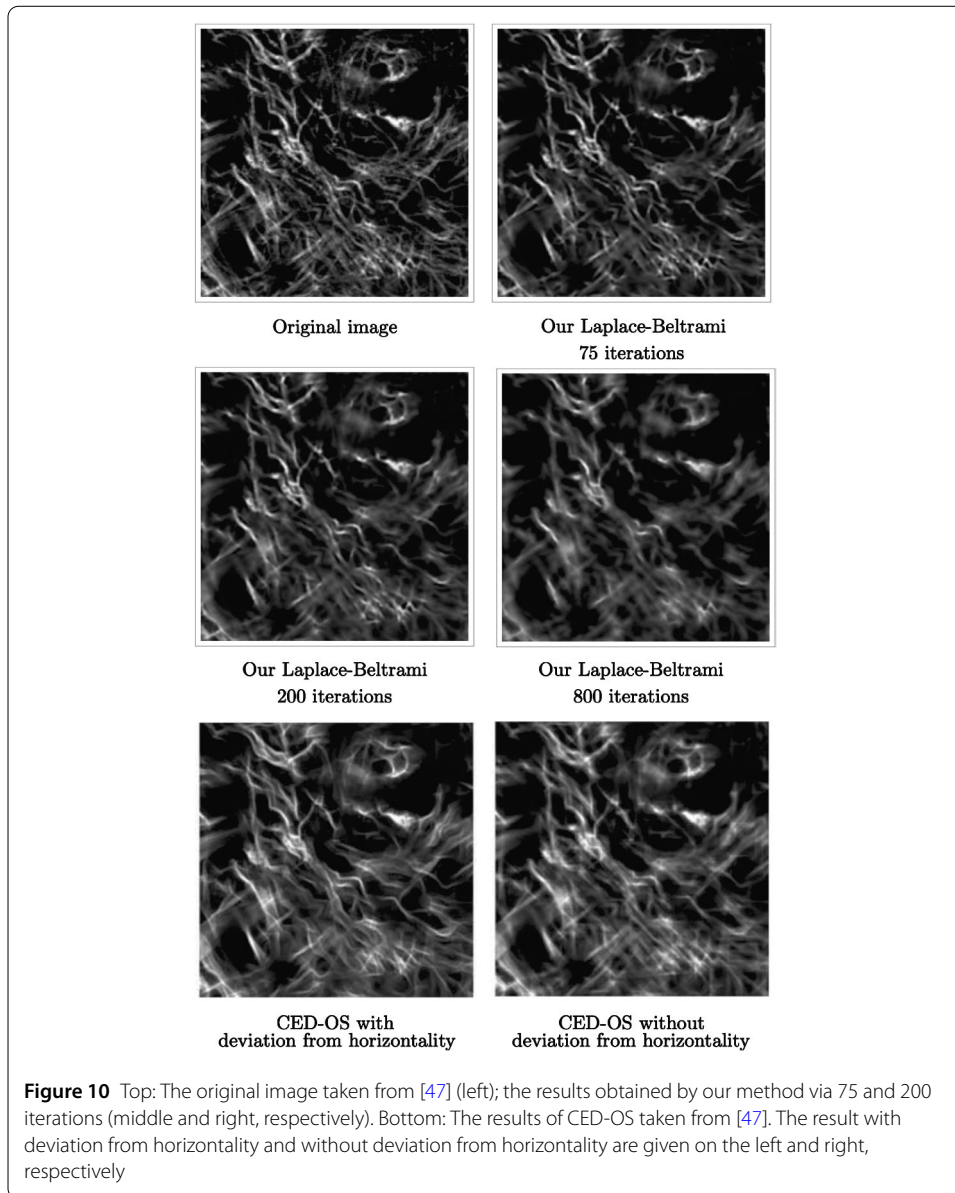 Original image
Our Laplace-Beltrami
75 iterations
Our Laplace-Beltrami
200 iterations
Our Laplace-Beltrami
800 iterations
CED-OS with
deviation from horizontality
CED-OS without
deviation from horizontality
Figure 10 Top: The original image taken from [47] (left); the results obtained by our method via 75 and 200
iterations (middle and right, respectively). Bottom: The results of CED-OS taken from [47]. The result with
deviation from horizontality and without deviation from horizontality are given on the left and right,
respectively